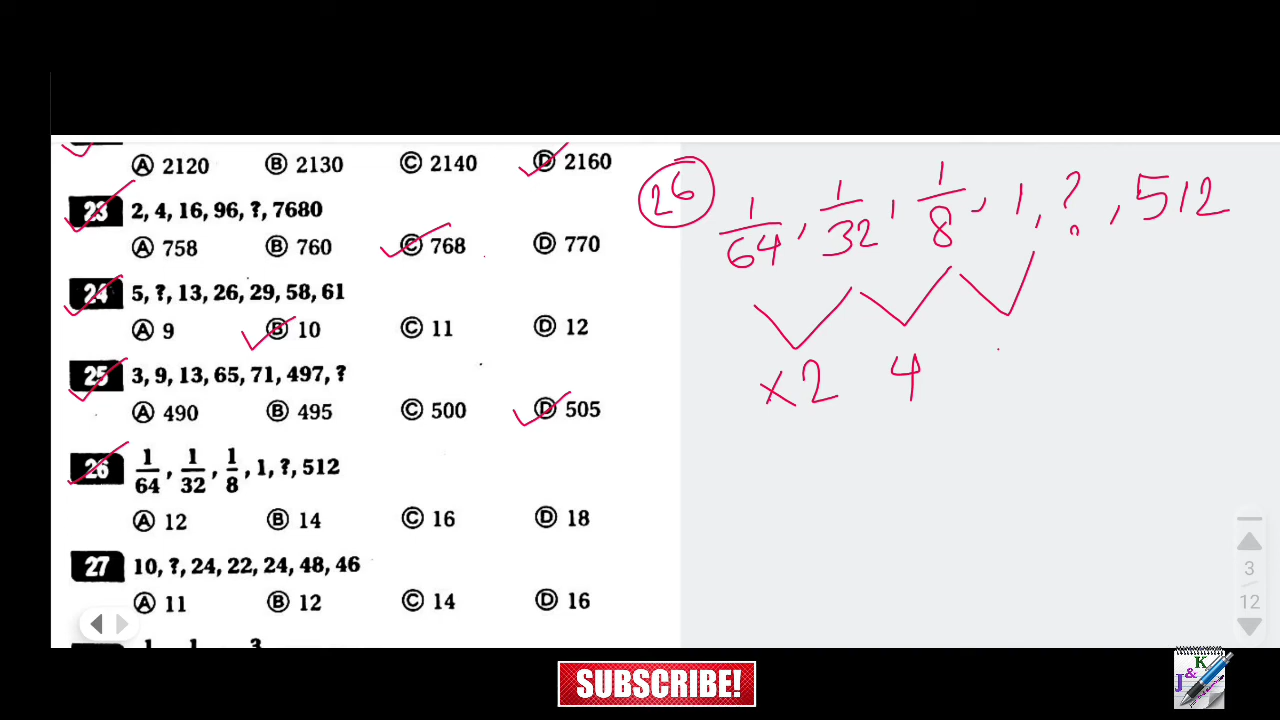 Ⓐ 2120 Ⓑ 2130 Ⓒ 2140 Ⓓ 2160
23 2, 4, 16, 96, ?, 7680
Ⓐ 758 Ⓑ 760 Ⓒ 768 Ⓓ 770
24 5, ?, 13, 26, 29, 58, 61
Ⓐ 9 Ⓑ 10 Ⓒ 11 Ⓓ 12
25 3, 9, 13, 65, 71, 497, ?
Ⓐ 490 Ⓑ 495 Ⓒ 500 Ⓓ 505
26 1/64, 1/32, 1/8, 1, ?, 512
Ⓐ 12 Ⓑ 14 Ⓒ 16 Ⓓ 18
27 10, ?, 24, 22, 24, 48, 46
Ⓐ 11 Ⓑ 12 Ⓒ 14 Ⓓ 16
26 1/64, 1/32, 1/8, 1, ?, 512
×2 4
3
12
SUBSCRIBE!
J & K